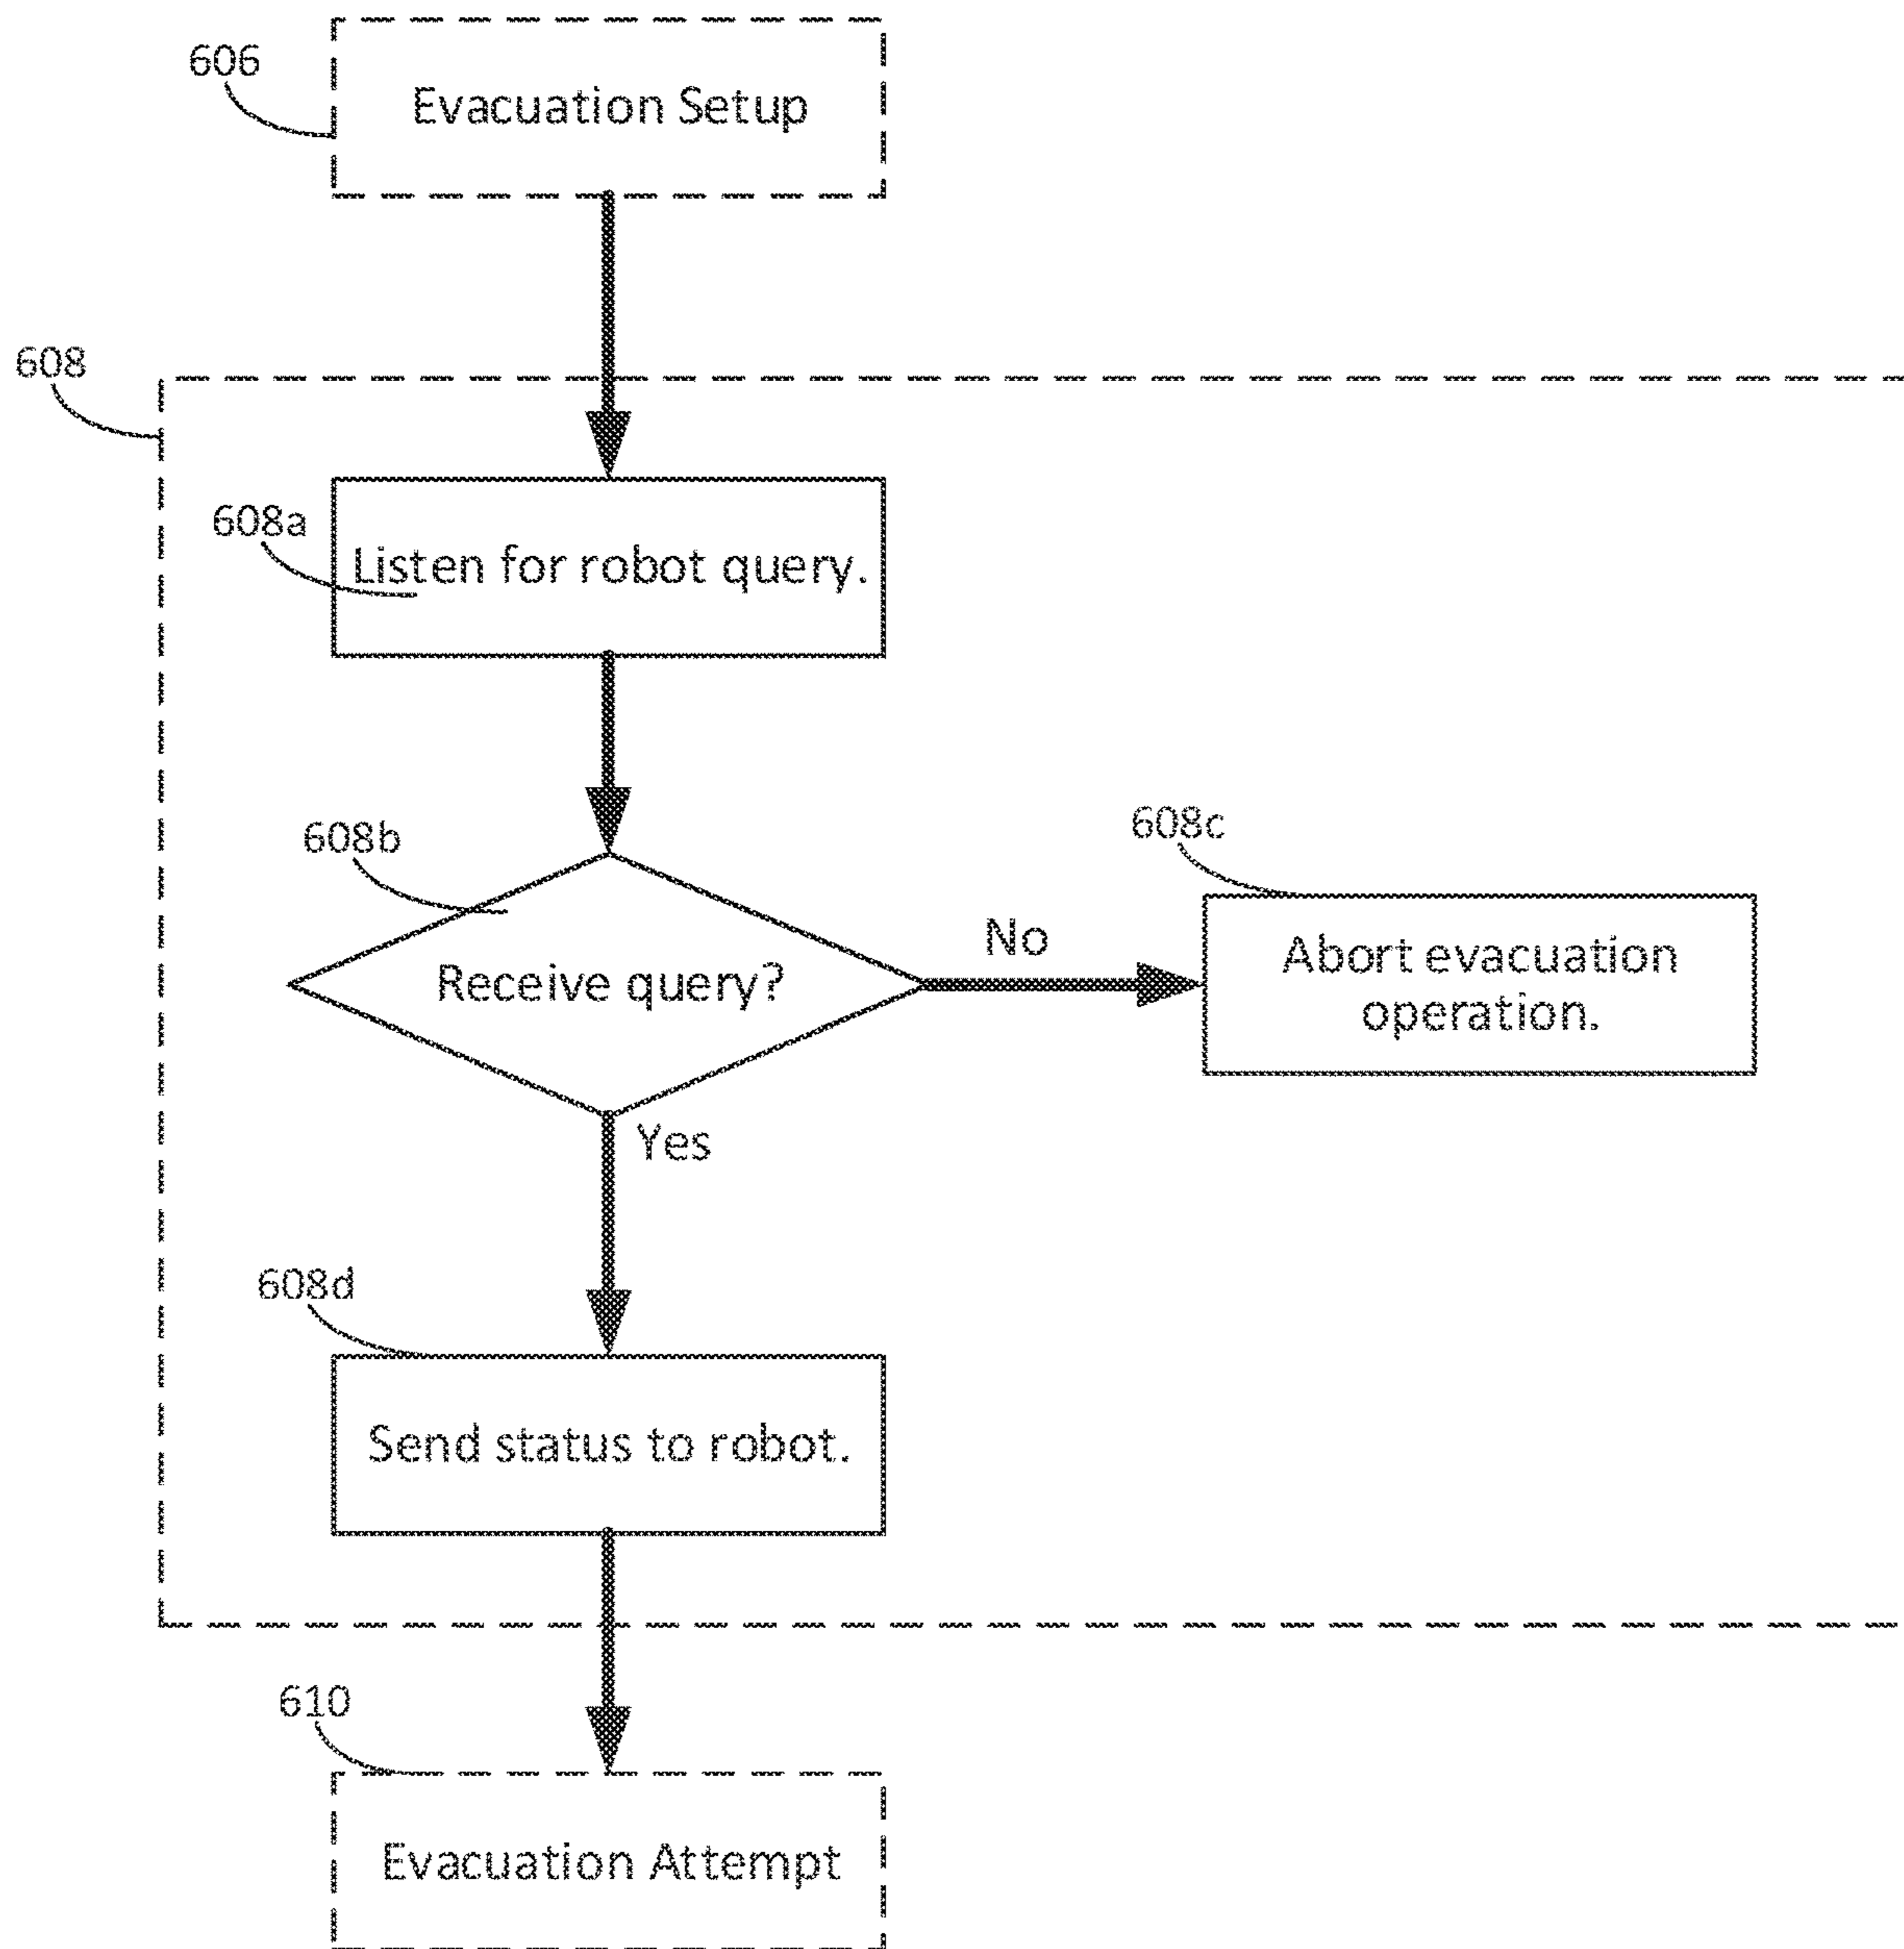 606
Evacuation Setup
608
608a
Listen for robot query.
608b
608c
Receive query?
No
Abort evacuation
operation.
Yes
608d
Send status to robot.
610
Evacuation Attempt